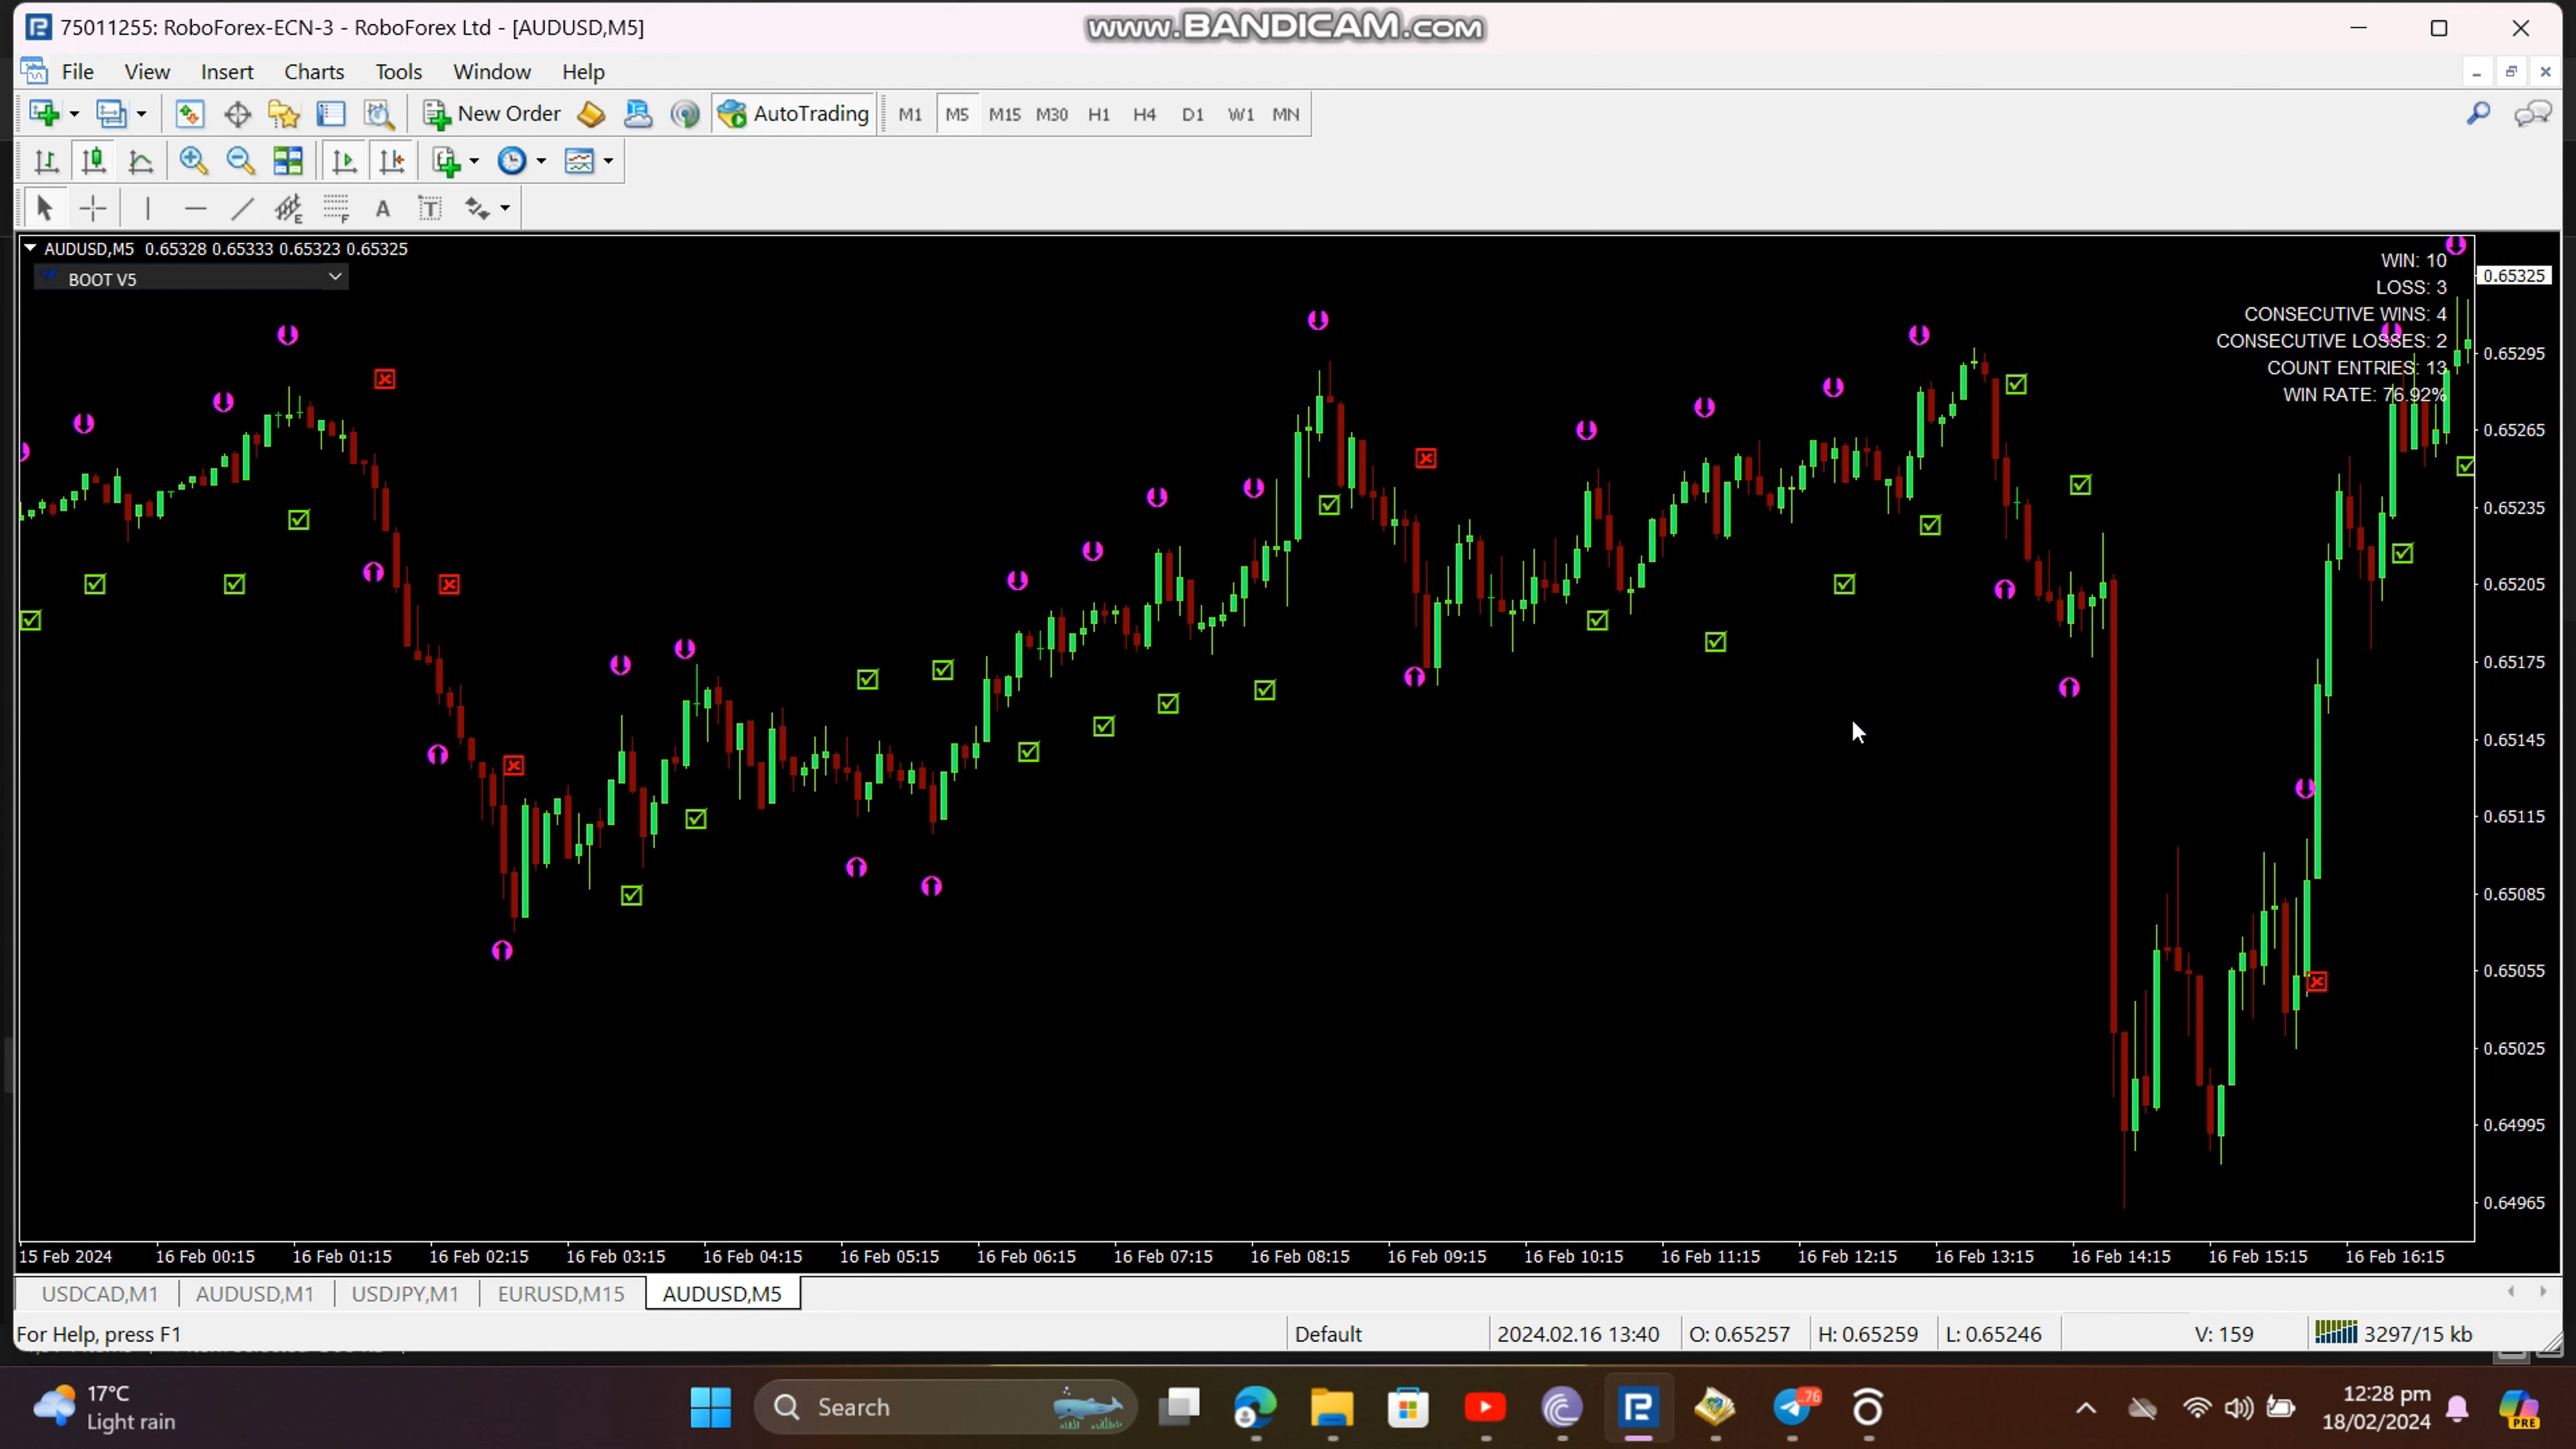 www.BANDICAM.com
75011255: RoboForex-ECN-3 - RoboForex Ltd - [AUDUSD,M5]
File View Insert Charts Tools Window Help
New Order AutoTrading M1 M5 M15 M30 H1 H4 D1 W1 MN
E F A T
AUDUSD,M5 0.65328 0.65333 0.65323 0.65325
BOOT V5
WIN: 10
LOSS: 3
CONSECUTIVE WINS: 4
CONSECUTIVE LOSSES: 2
COUNT ENTRIES: 13
WIN RATE: 76.92%
0.65325
0.65295
0.65265
0.65235
0.65205
0.65175
0.65145
0.65115
0.65085
0.65055
0.65025
0.64995
0.64965
15 Feb 2024 16 Feb 00:15 16 Feb 01:15 16 Feb 02:15 16 Feb 03:15 16 Feb 04:15 16 Feb 05:15 16 Feb 06:15 16 Feb 07:15 16 Feb 08:15 16 Feb 09:15 16 Feb 10:15 16 Feb 11:15 16 Feb 12:15 16 Feb 13:15 16 Feb 14:15 16 Feb 15:15 16 Feb 16:15
USDCAD,M1 AUDUSD,M1 USDJPY,M1 EURUSD,M15 AUDUSD,M5
For Help, press F1 Default 2024.02.16 13:40 O: 0.65257 H: 0.65259 L: 0.65246 V: 159 3297/15 kb
17°C
Light rain
Search
76
12:28 pm
18/02/2024
PRE